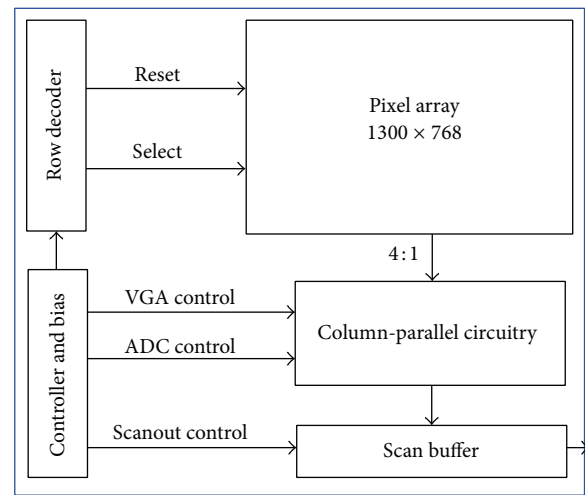 Row decoder
Reset
Select
Pixel array
1300 × 768
4:1
Controller and bias
VGA control
ADC control
Scanout control
Column-parallel circuitry
Scan buffer